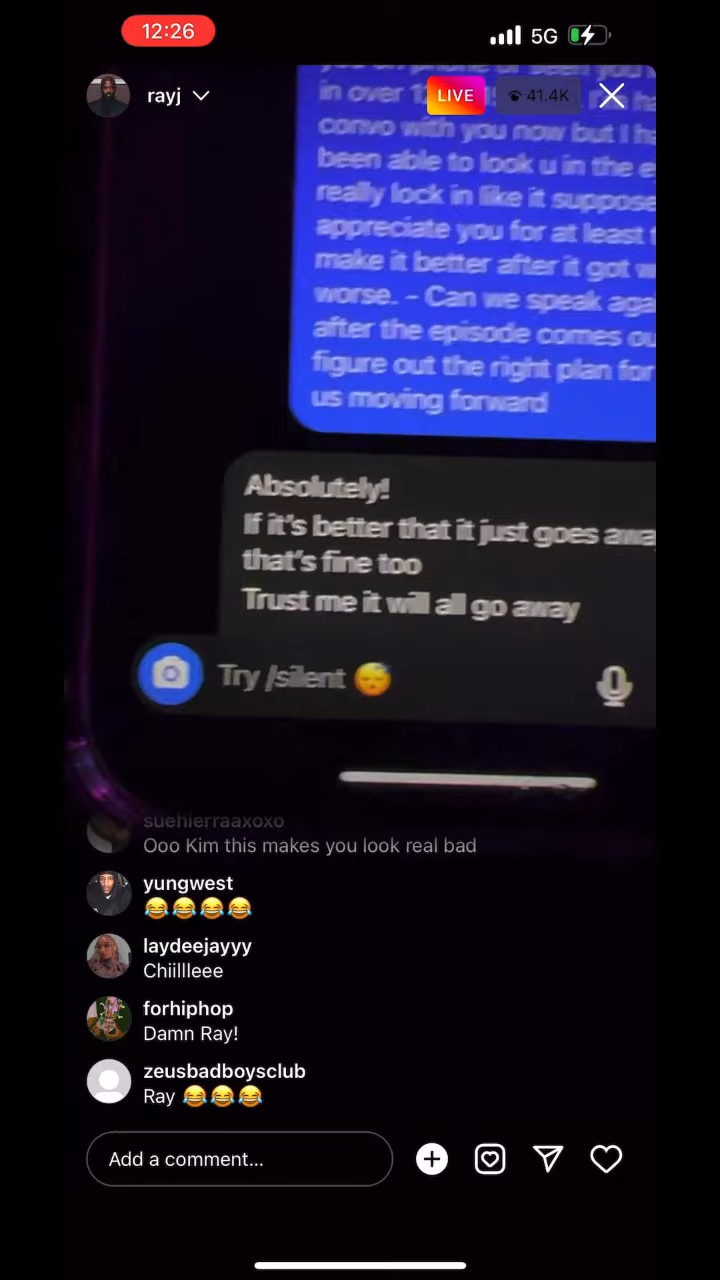 12:26
5G
rayj
LIVE
41.4K
in over
convo with you now but I ha
been able to look u in the e
really lock in like it suppose
appreciate you for at least
make it better after it got w
worse. - Can we speak aga
after the episode comes ou
figure out the right plan for
us moving forward
Absolutely!
If it's better that it just goes awa
that's fine too
Trust me it will all go away
Try /silent 😴
suehierraaxoxo
Ooo Kim this makes you look real bad
yungwest
😂😂😂😂
laydeejayyy
Chiillleee
forhiphop
Damn Ray!
zeusbadboysclub
Ray 😂😂😂
Add a comment...